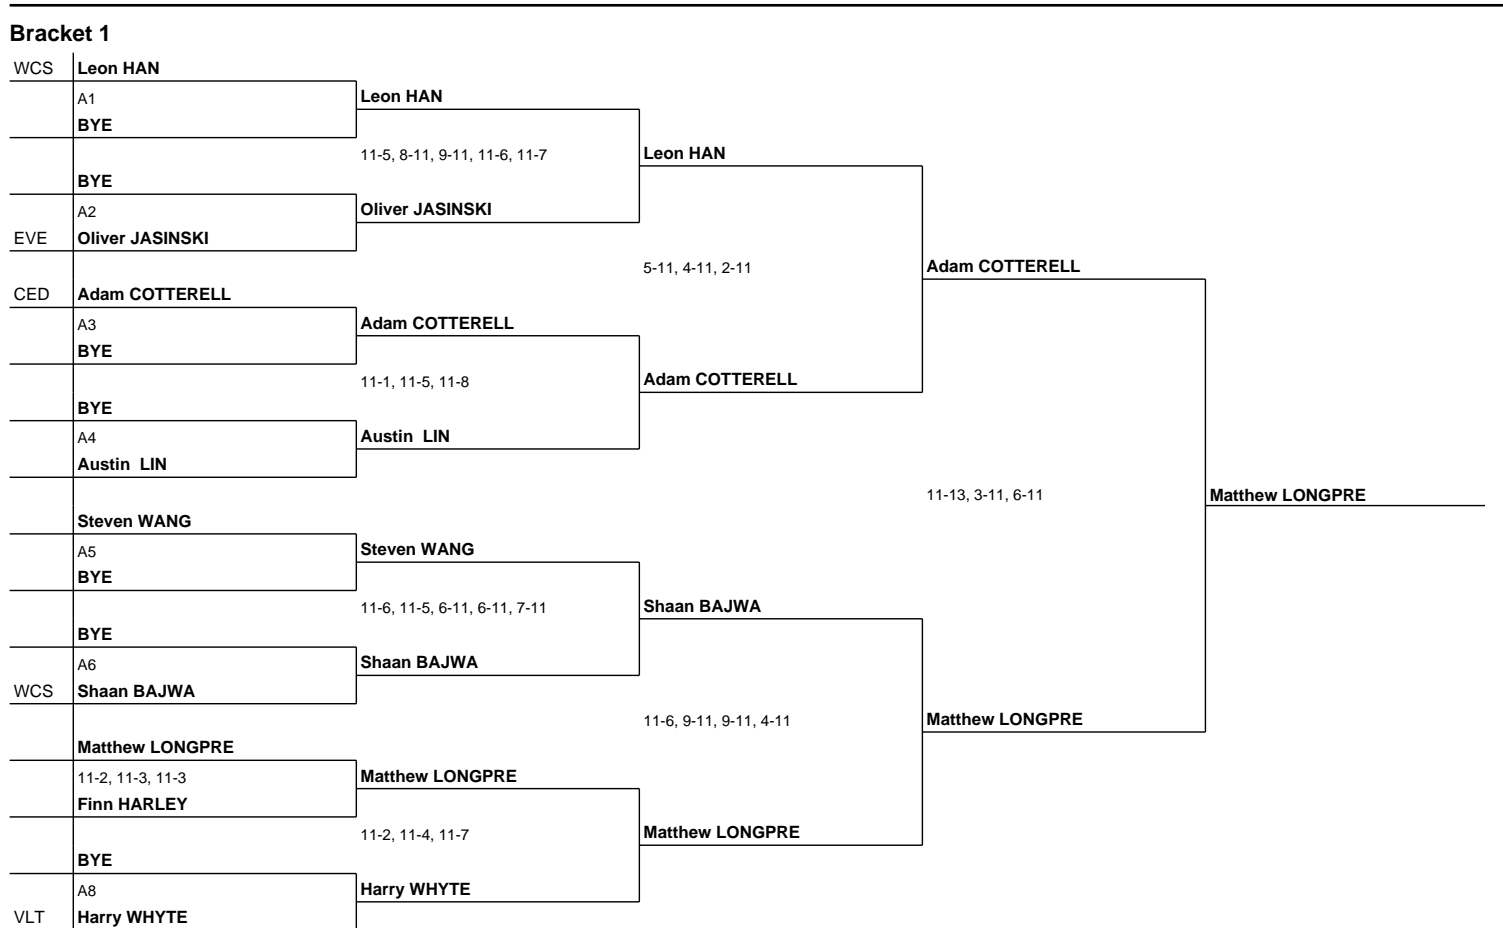 Bracket 1
WCS Leon HAN
A1 Leon HAN
BYE
11-5, 8-11, 9-11, 11-6, 11-7 Leon HAN
BYE
A2 Oliver JASINSKI
EVE Oliver JASINSKI
5-11, 4-11, 2-11 Adam COTTERELL
CED Adam COTTERELL
A3 Adam COTTERELL
BYE
11-1, 11-5, 11-8 Adam COTTERELL
BYE
A4 Austin LIN
Austin LIN
11-13, 3-11, 6-11 Matthew LONGPRE
Steven WANG
A5 Steven WANG
BYE
11-6, 11-5, 6-11, 6-11, 7-11 Shaan BAJWA
BYE
A6 Shaan BAJWA
WCS Shaan BAJWA
11-6, 9-11, 9-11, 4-11 Matthew LONGPRE
Matthew LONGPRE
11-2, 11-3, 11-3 Matthew LONGPRE
Finn HARLEY
11-2, 11-4, 11-7 Matthew LONGPRE
BYE
A8 Harry WHYTE
VLT Harry WHYTE